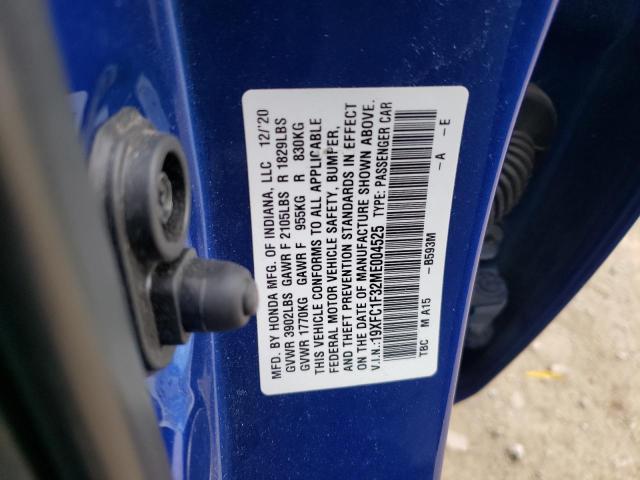 MFD. BY HONDA MFG. OF INDIANA, LLC 12/'20
GVWR 3902LBS GAWR F 2105LBS R 1829LBS
GVWR 1770KG GAWR F 955KG R 830KG
THIS VEHICLE CONFORMS TO ALL APPLICABLE
FEDERAL MOTOR VEHICLE SAFETY, BUMPER,
AND THEFT PREVENTION STANDARDS IN EFFECT
ON THE DATE OF MANUFACTURE SHOWN ABOVE.
V.I.N.:19XFC1F32ME004525 TYPE: PASSENGER CAR
TBC M A15 -B593M -A -E